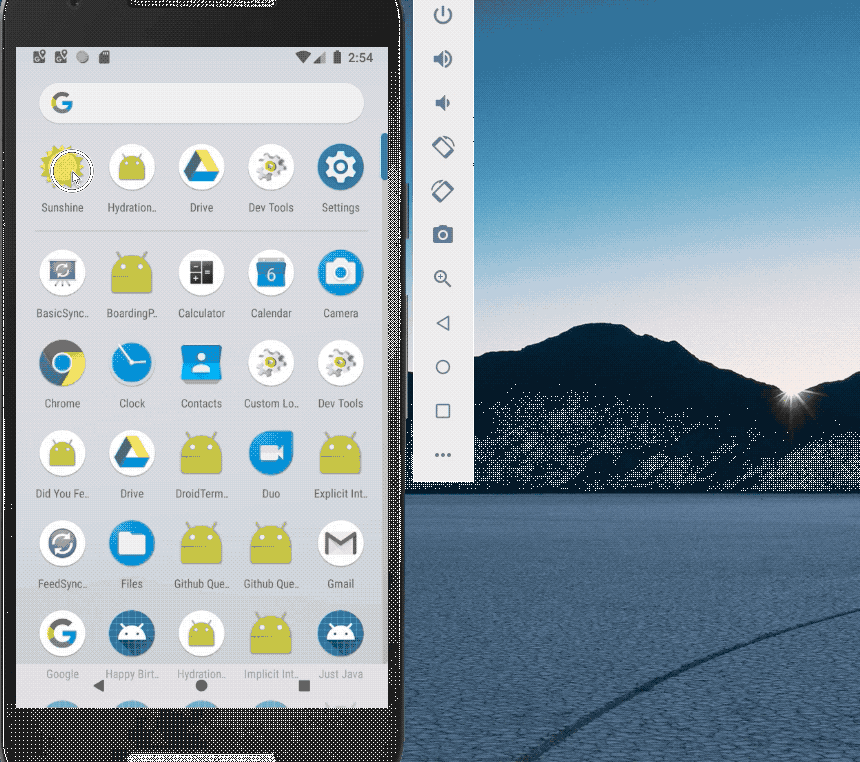 2:54
G
Sunshine Hydration.. Drive Dev Tools Settings
6
BasicSync.. BoardingP.. Calculator Calendar Camera
Chrome Clock Contacts Custom Lo.. Dev Tools
Did You Fe.. Drive DroidTerm.. Duo Explicit Int..
FeedSync.. Files Github Que.. Github Que.. Gmail
G
Google Happy Birt.. Hydration.. Implicit Int.. Just Java